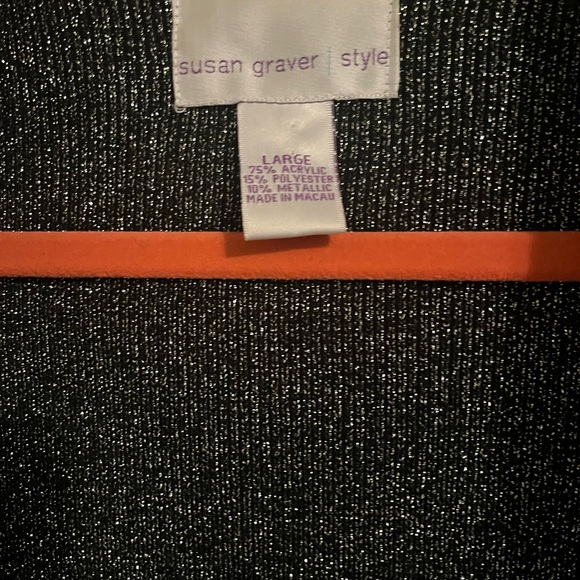 susan graver | style
LARGE
75% ACRYLIC
15% POLYESTER
10% METALLIC
MADE IN MACAU